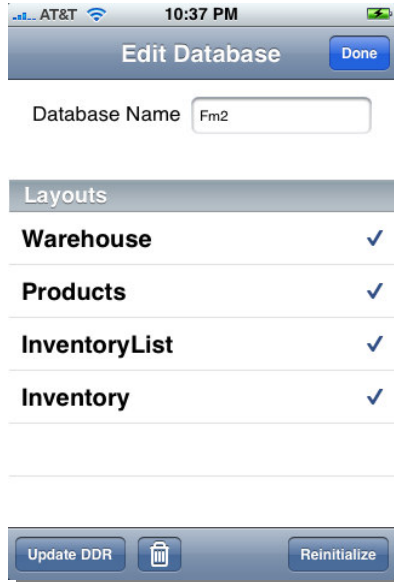 AT&T 10:37 PM
Edit Database Done
Database Name Fm2
Layouts
Warehouse
Products
InventoryList
Inventory
Update DDR Reinitialize